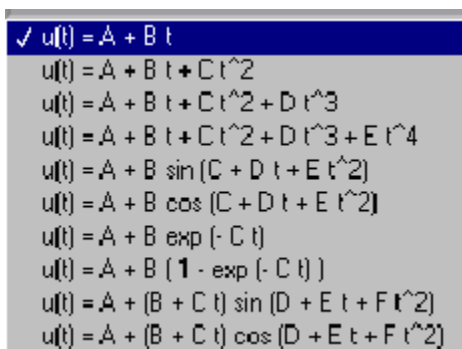 ✓ u(t) = A + B t
u(t) = A + B t + C t^2
u(t) = A + B t + C t^2 + D t^3
u(t) = A + B t + C t^2 + D t^3 + E t^4
u(t) = A + B sin (C + D t + E t^2)
u(t) = A + B cos (C + D t + E t^2)
u(t) = A + B exp (- C t)
u(t) = A + B ( 1 - exp (- C t) )
u(t) = A + (B + C t) sin (D + E t + F t^2)
u(t) = A + (B + C t) cos (D + E t + F t^2)